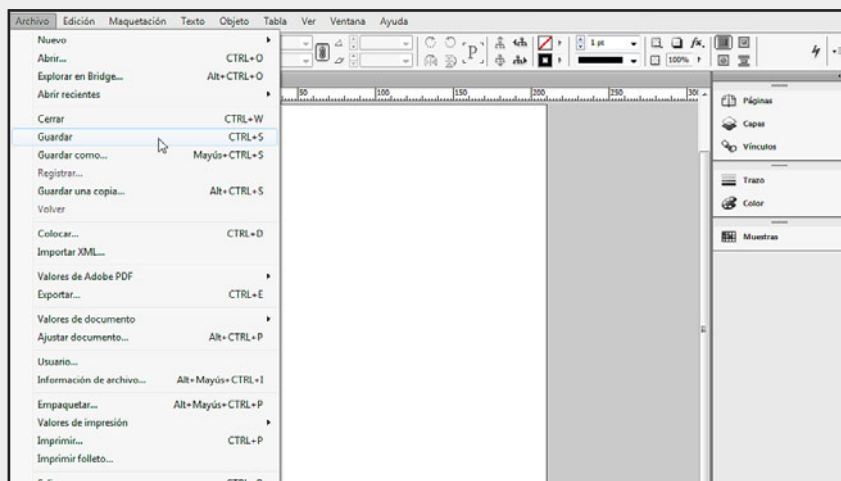 Archivo Edición Maquetación Texto Objeto Tabla Ver Ventana Ayuda
Nuevo
Abrir... CTRL+O
Explorar en Bridge... Alt+CTRL+O
Abrir recientes
Cerrar CTRL+W
Guardar CTRL+S
Guardar como... Mayús+CTRL+S
Registrar...
Guardar una copia... Alt+CTRL+S
Volver
Colocar... CTRL+D
Importar XML...
Valores de Adobe PDF
Exportar... CTRL+E
Valores de documento
Ajustar documento... Alt+CTRL+P
Usuario...
Información de archivo... Alt+Mayús+CTRL+I
Empaquetar... Alt+Mayús+CTRL+P
Valores de impresión
Imprimir... CTRL+P
Imprimir folleto...
P 1 pt fx.
P 100%
50 100 150 200 250 300
Páginas
Capas
Vínculos
Trazo
Color
Muestras